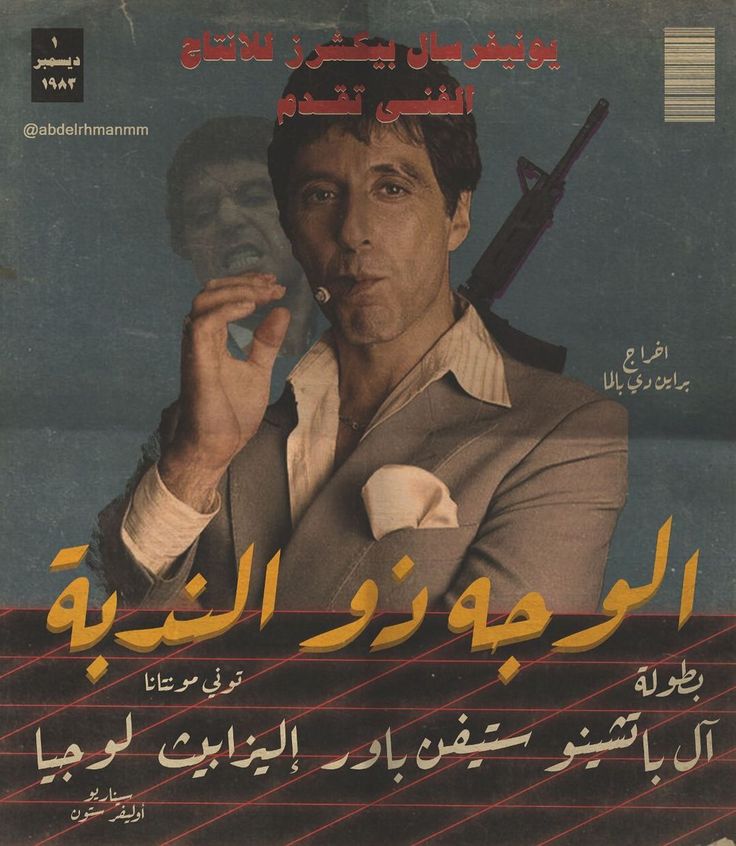 ١
ديسمبر
١٩٨٣
يونيفرسال بيكشرز للانتاج
الفنى تقدم
@abdelrhmanmm
اخراج
براين دي بالما
الوجه ذو الندبة
بطولة
توني مونتانا
آل باتشينو ستيفن باور إليزابيث لوجيا
سيناريو
أوليفر ستون